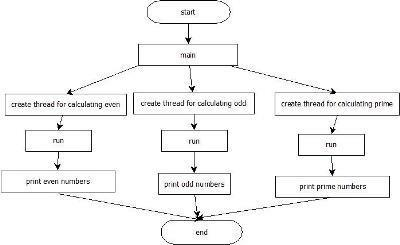 start
main
create thread for calculating even
create thread for calculating odd
create thread for calculating prime
run
run
run
print even numbers
print odd numbers
print prime numbers
end